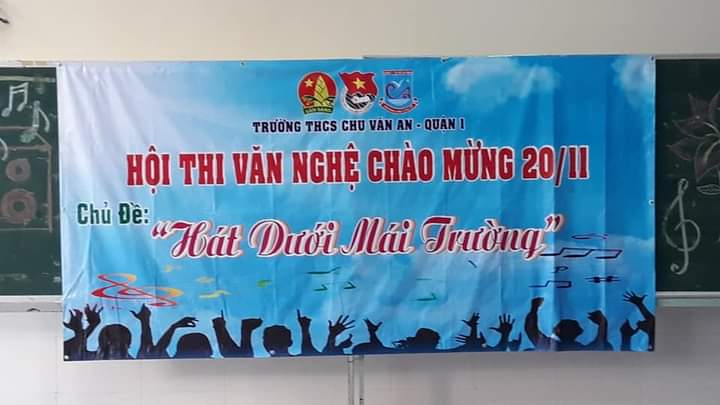 TRƯỜNG THCS CHU VĂN AN - QUẬN 1
HỘI THI VĂN NGHỆ CHÀO MỪNG 20/11
Chủ Đề:
"Hát Dưới Mái Trường"